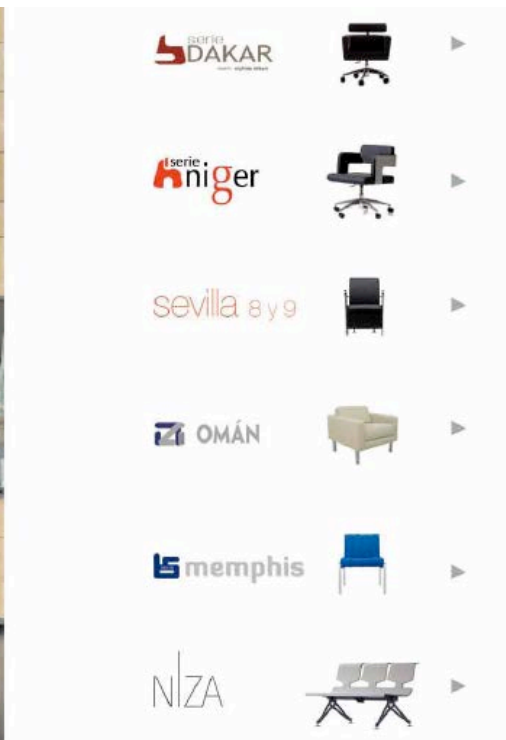 serie
DAKAR
serie
niger
sevilla 8 y 9
OMÁN
memphis
NIZA